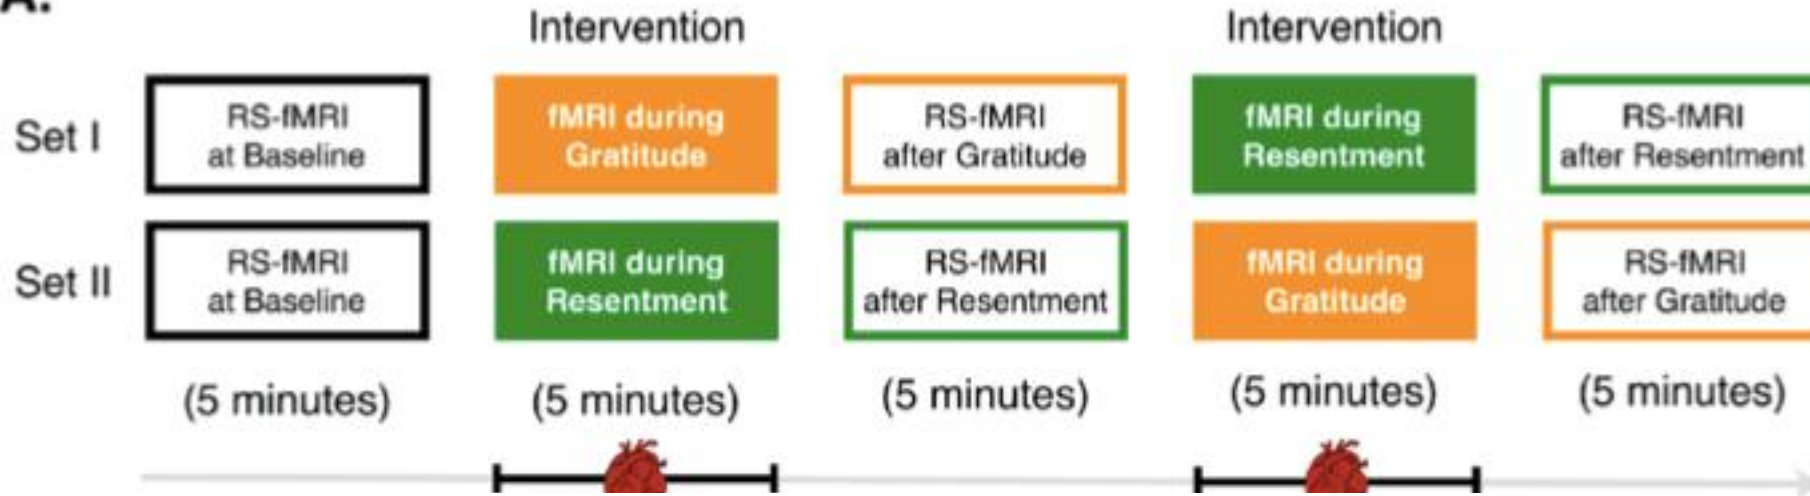 A.
Intervention Intervention
Set I
RS-fMRI
at Baseline
fMRI during
Gratitude
RS-fMRI
after Gratitude
fMRI during
Resentment
RS-fMRI
after Resentment
Set II
RS-fMRI
at Baseline
fMRI during
Resentment
RS-fMRI
after Resentment
fMRI during
Gratitude
RS-fMRI
after Gratitude
(5 minutes) (5 minutes) (5 minutes) (5 minutes) (5 minutes)